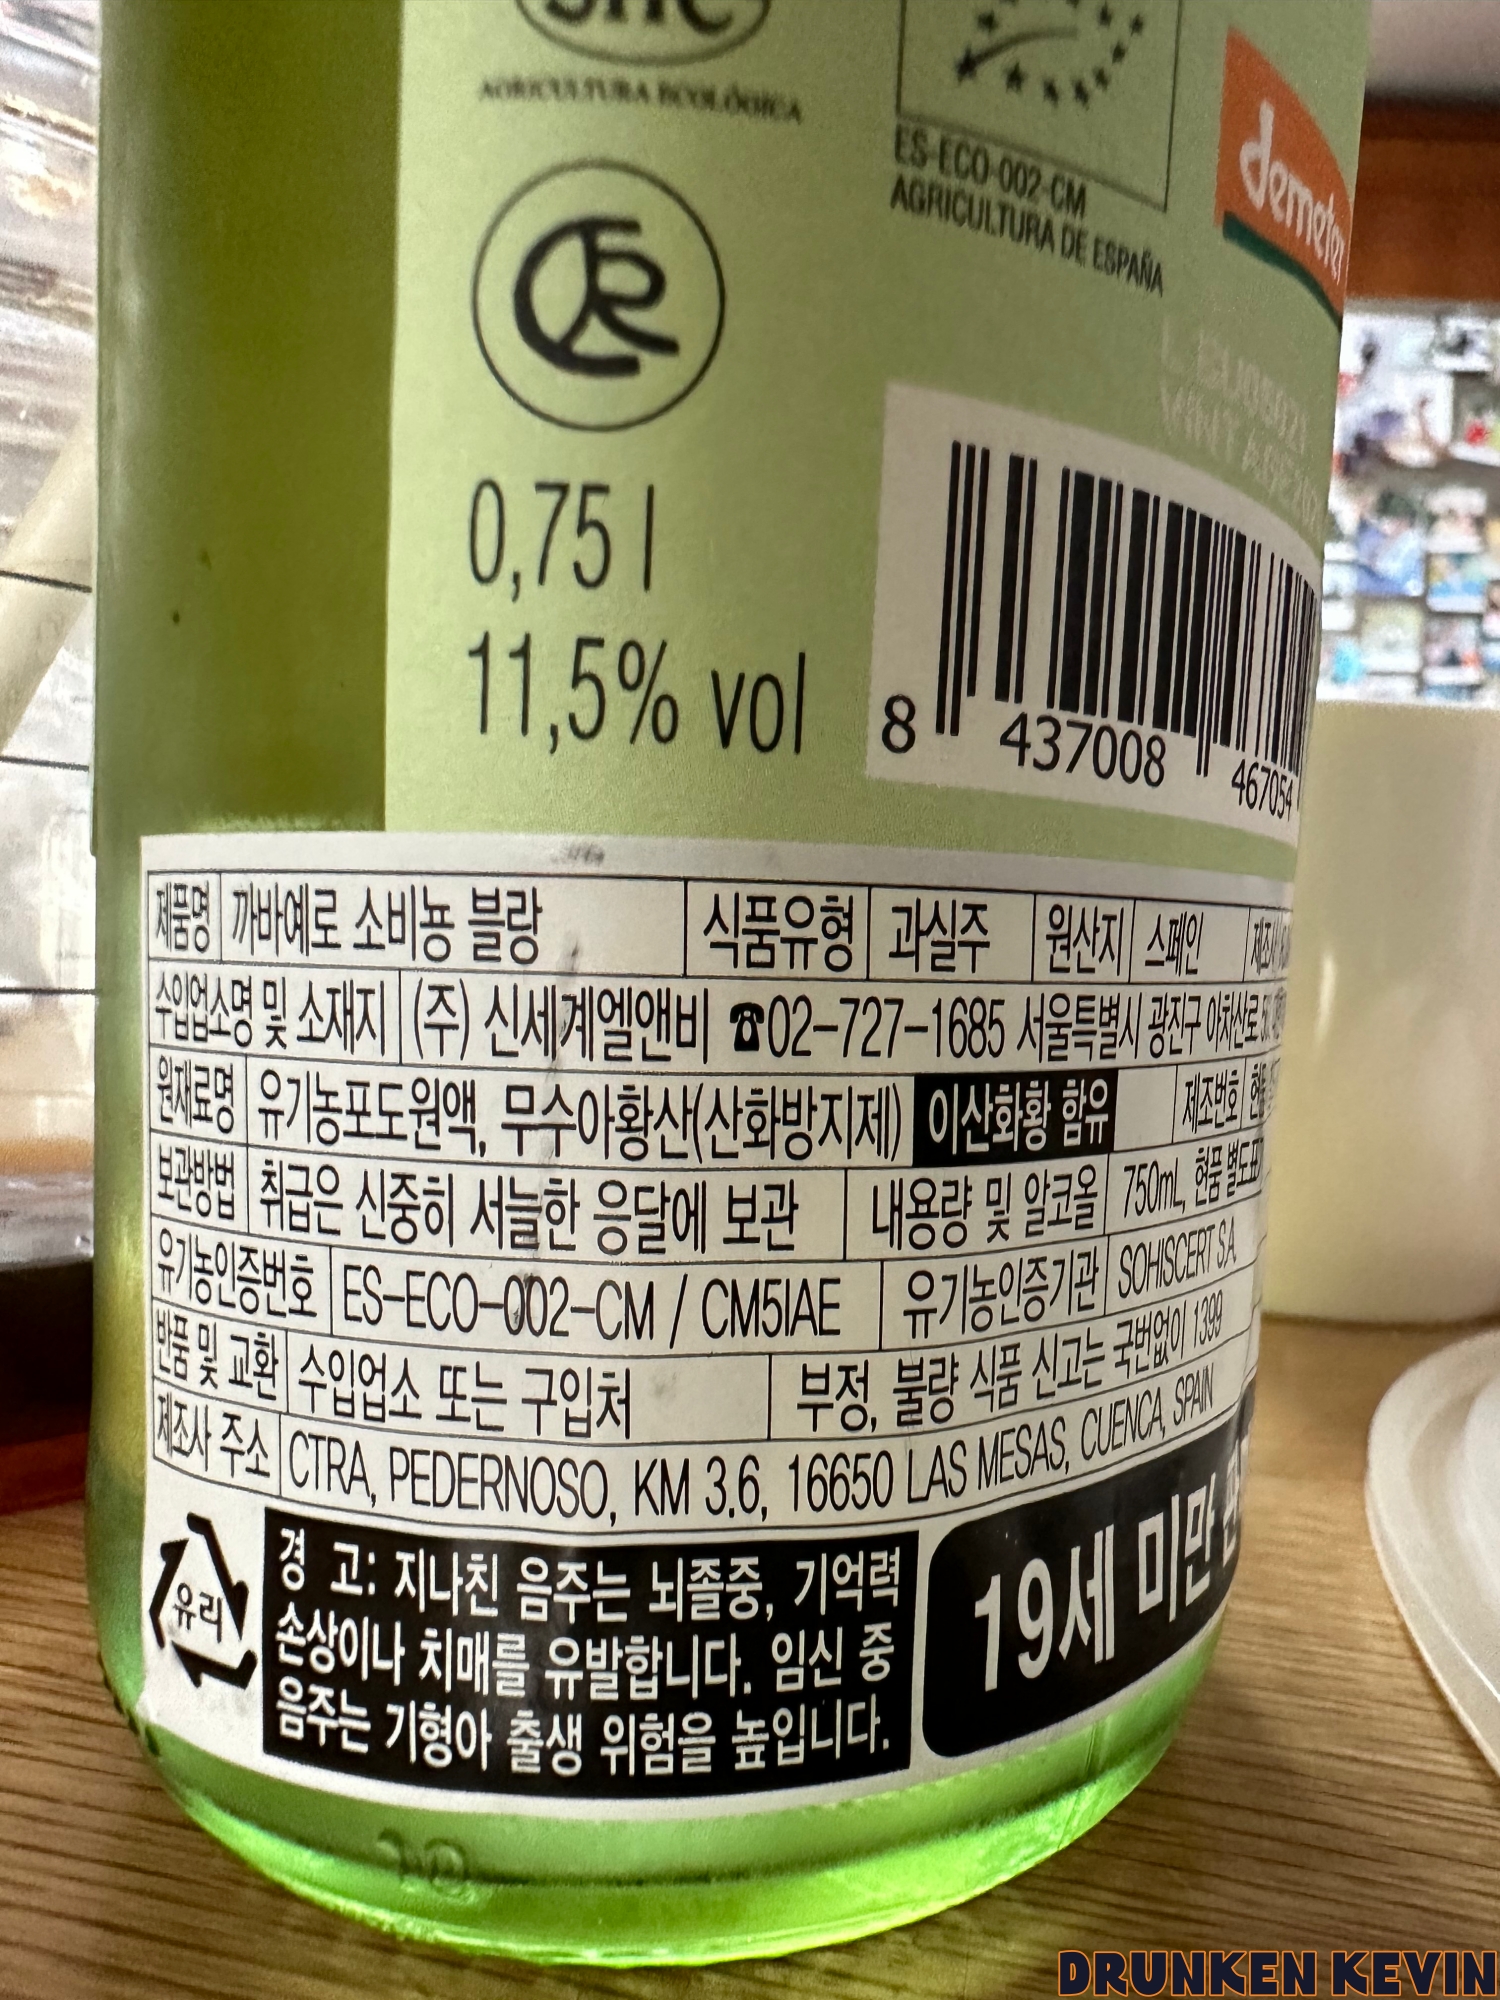 SHC
AGRICULTURA ECOLÓGICA
ES-ECO-002-CM
AGRICULTURA DE ESPAÑA
demeter
0,75 l
11,5% vol
8 437008 467054
제품명 까바예로 소비뇽 블랑 식품유형 과실주 원산지 스페인
수입업소명 및 소재지 (주) 신세계엘앤비 ☎02-727-1685 서울특별시 광진구 아차산로
원재료명 유기농포도원액, 무수아황산(산화방지제) 이산화황 함유 제조번호
보관방법 취급은 신중히 서늘한 응달에 보관 내용량 및 알코올 750mL, 현품 별도표기
유기농인증번호 ES-ECO-002-CM / CM5IAE 유기농인증기관 SOHISCERT S.A.
반품 및 교환 수입업소 또는 구입처 부정, 불량 식품 신고는 국번없이 1399
제조사 주소 CTRA, PEDERNOSO, KM 3.6, 16650 LAS MESAS, CUENCA, SPAIN
유리
경 고: 지나친 음주는 뇌졸중, 기억력
손상이나 치매를 유발합니다. 임신 중
음주는 기형아 출생 위험을 높입니다.
19세 미만
DRUNKEN KEVIN